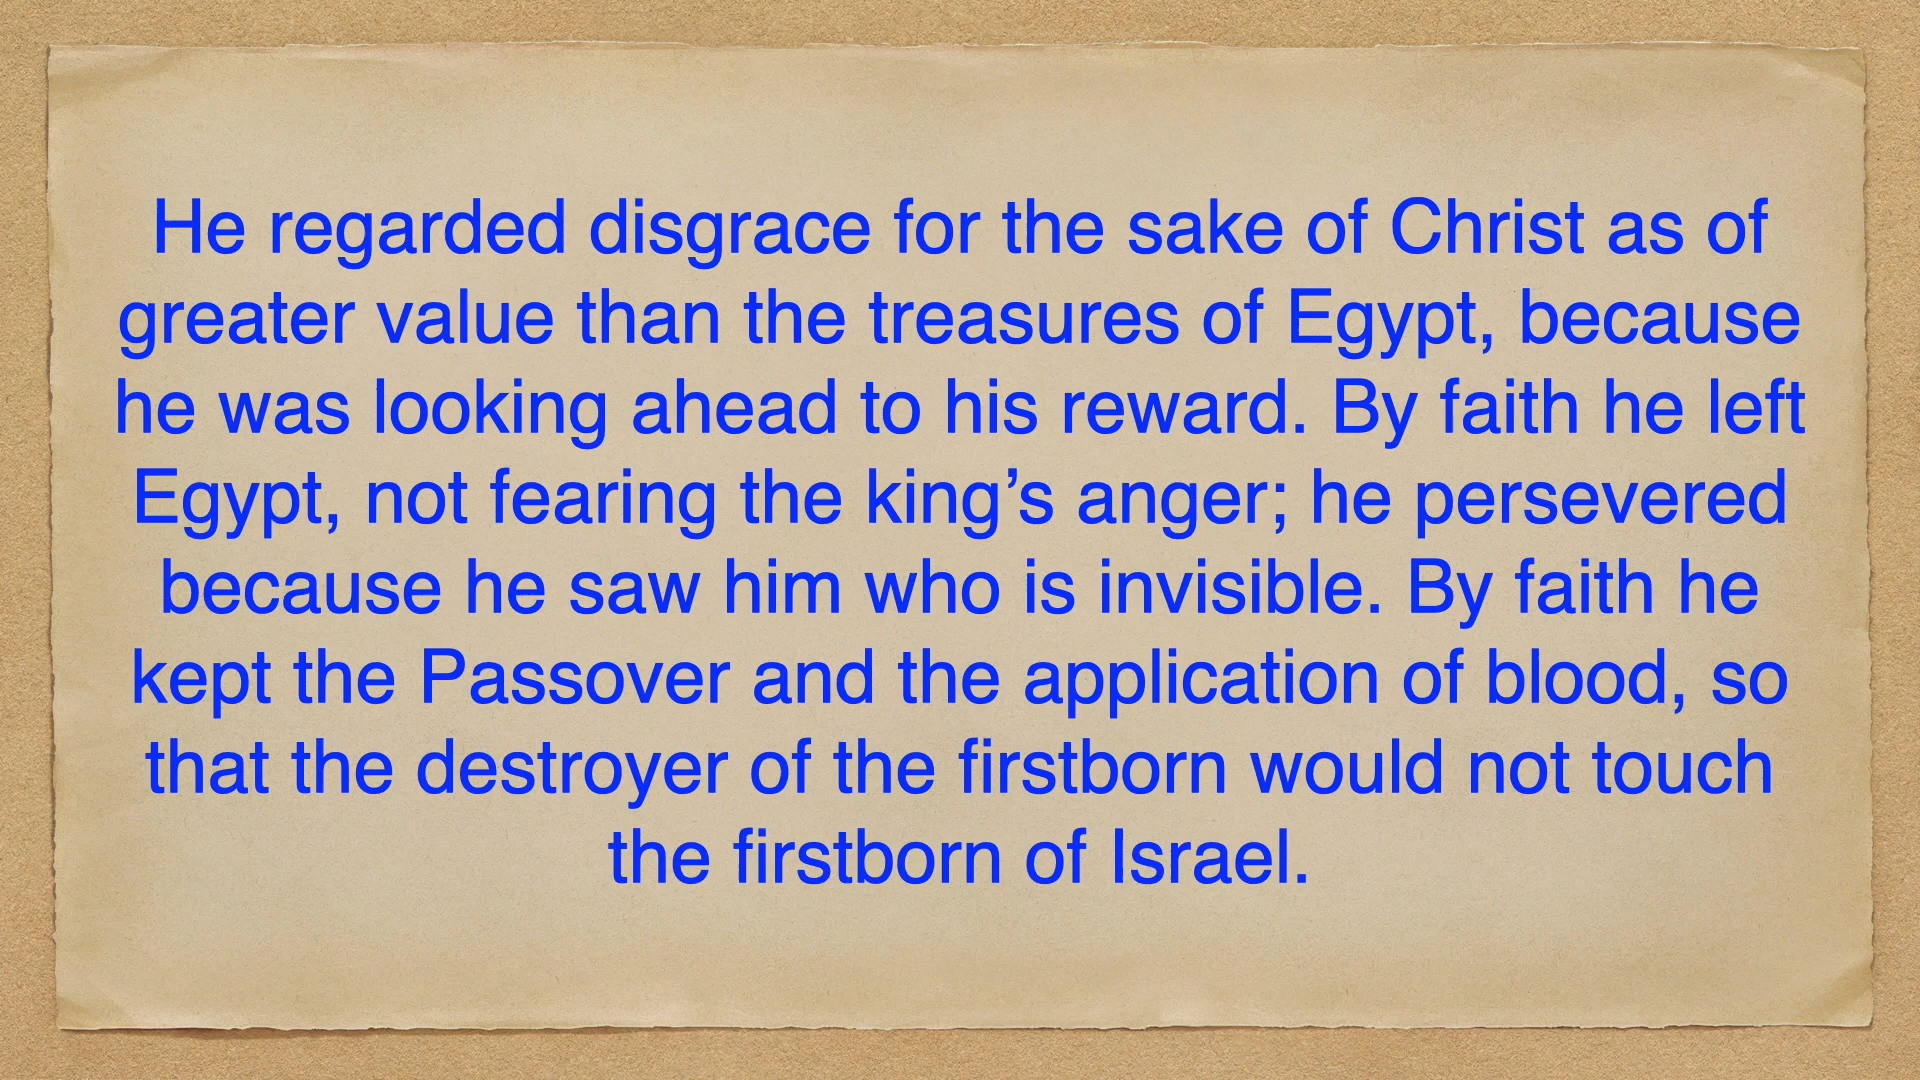 He regarded disgrace for the sake of Christ as of
greater value than the treasures of Egypt, because
he was looking ahead to his reward. By faith he left
Egypt, not fearing the king’s anger; he persevered
because he saw him who is invisible. By faith he
kept the Passover and the application of blood, so
that the destroyer of the firstborn would not touch
the firstborn of Israel.